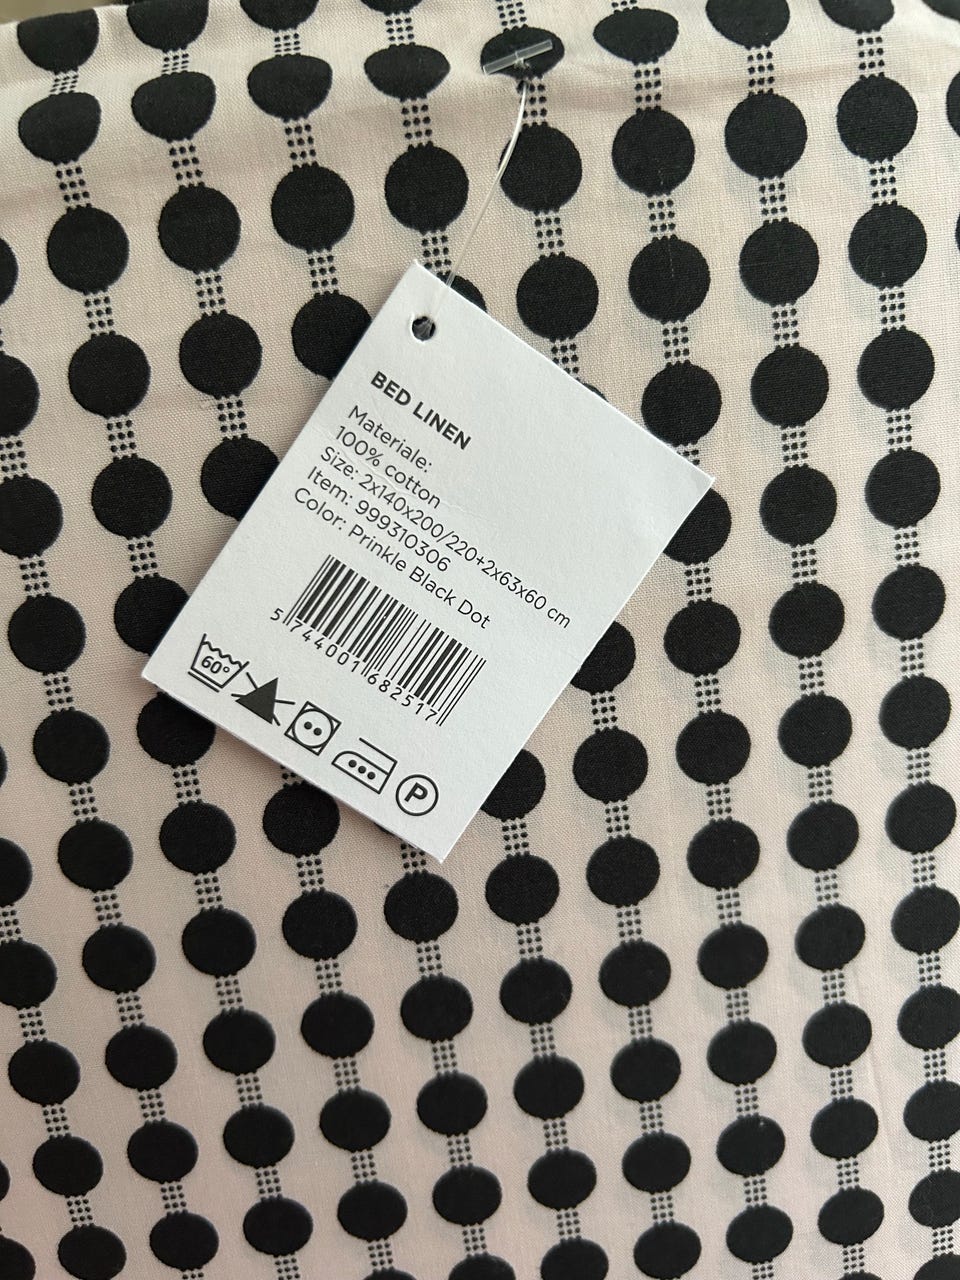 BED LINEN
Materiale:
100% cotton
Size: 2x140x200/220+2x63x60 cm
Item: 999310306
Color: Prinkle Black Dot
5 744001 682517
60°
P